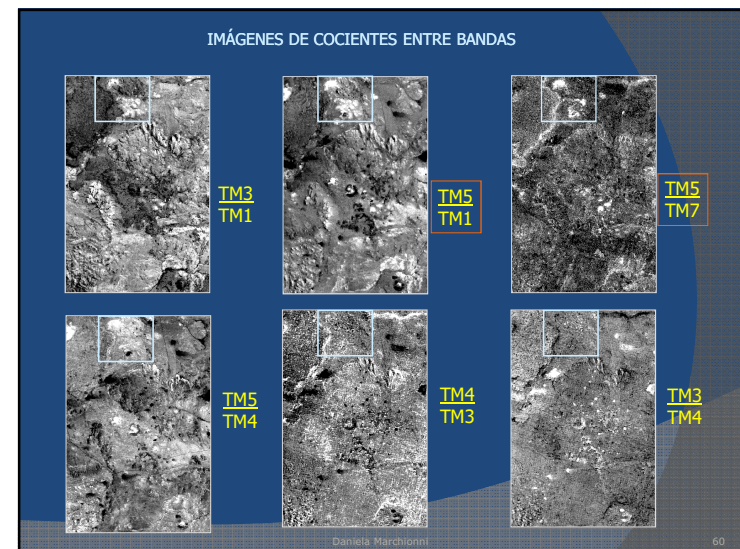 IMÁGENES DE COCIENTES ENTRE BANDAS
TM3
TM1
TM5
TM1
TM5
TM7
TM5
TM4
TM4
TM3
TM3
TM4
Daniela Marchionni
60